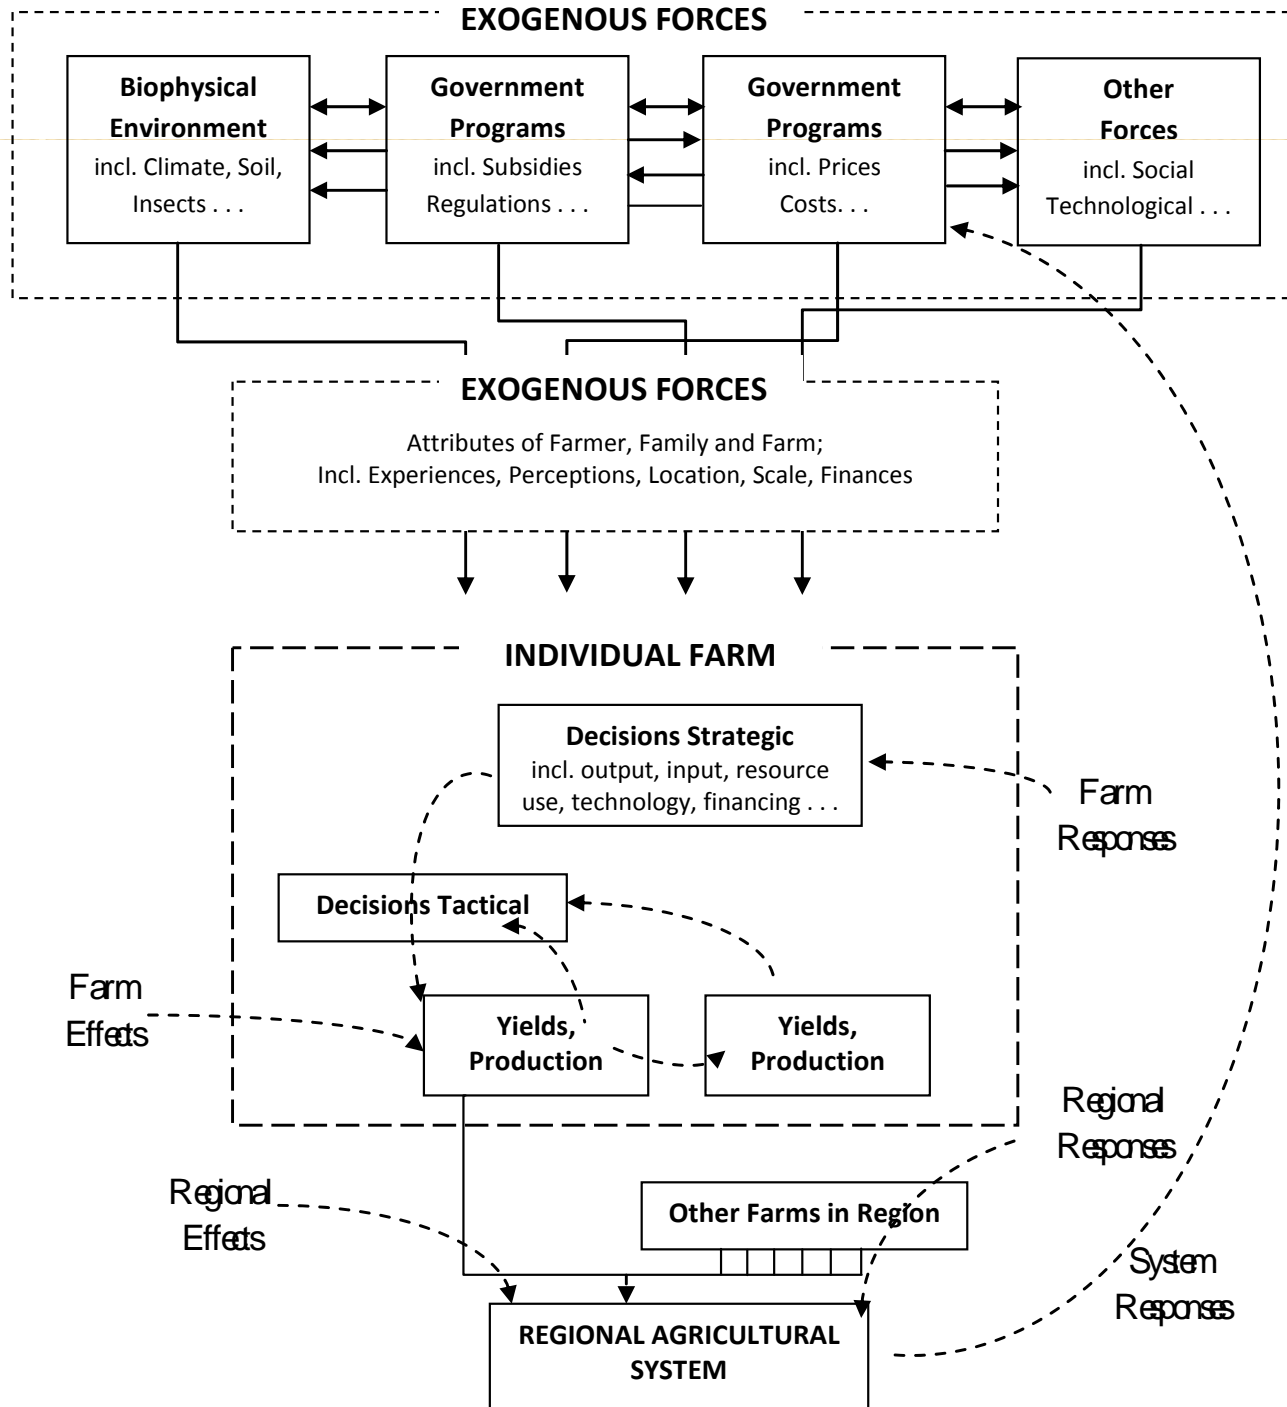 EXOGENOUS FORCES
Biophysical
Environment
incl. Climate, Soil,
Insects . . .
Government
Programs
incl. Subsidies
Regulations . . .
Government
Programs
incl. Prices
Costs. . .
Other
Forces
incl. Social
Technological . . .
EXOGENOUS FORCES
Attributes of Farmer, Family and Farm;
Incl. Experiences, Perceptions, Location, Scale, Finances
INDIVIDUAL FARM
Decisions Strategic
incl. output, input, resource
use, technology, financing . . .
Farm
Responses
Decisions Tactical
Farm
Effects
Yields,
Production
Yields,
Production
Regional
Responses
Regional
Effects
Other Farms in Region
System
Responses
REGIONAL AGRICULTURAL
SYSTEM